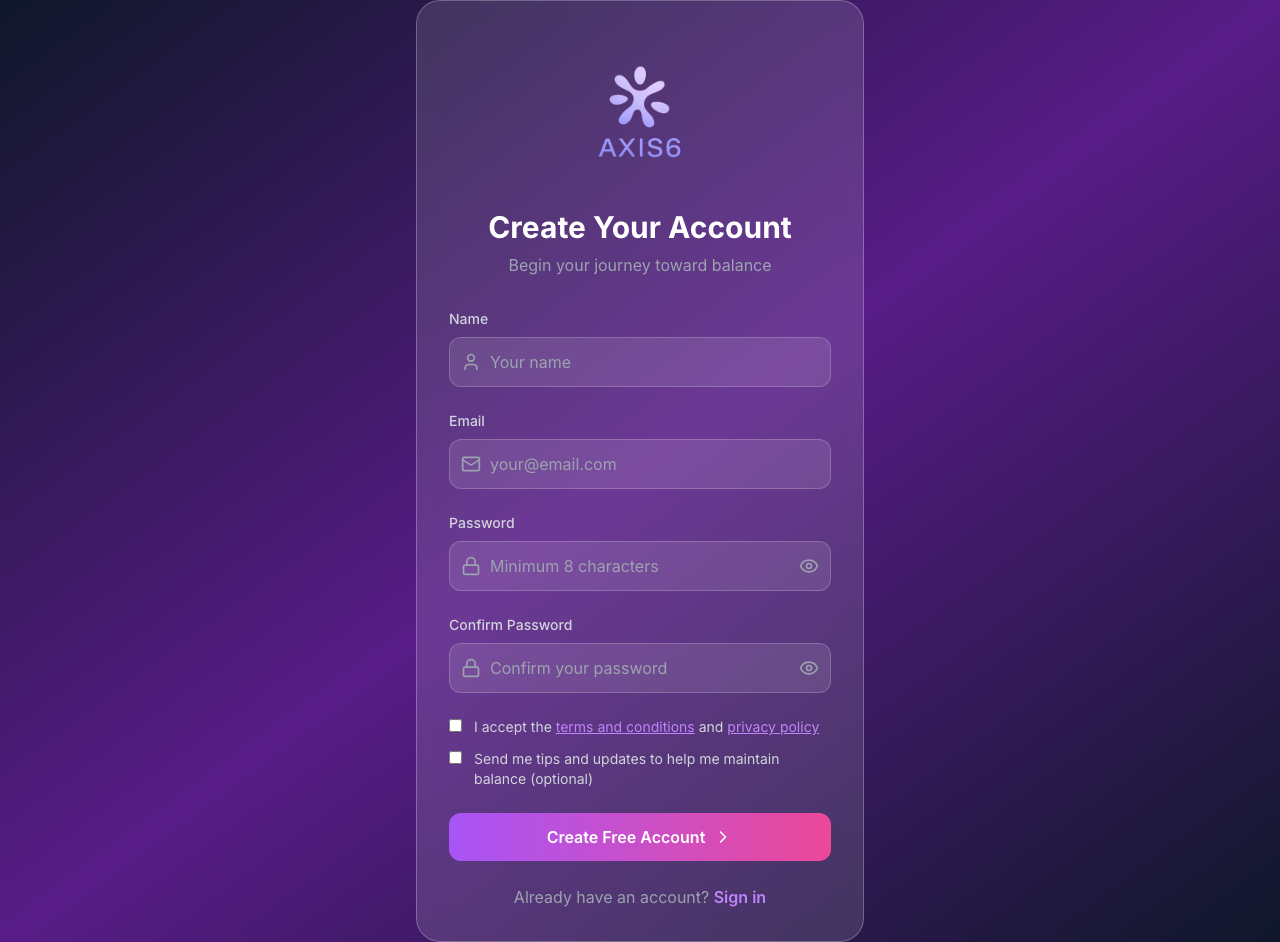 AXIS6
Create Your Account
Begin your journey toward balance
Name
Your name
Email
your@email.com
Password
Minimum 8 characters
Confirm Password
Confirm your password
I accept the terms and conditions and privacy policy
Send me tips and updates to help me maintain
balance (optional)
Create Free Account
Already have an account? Sign in